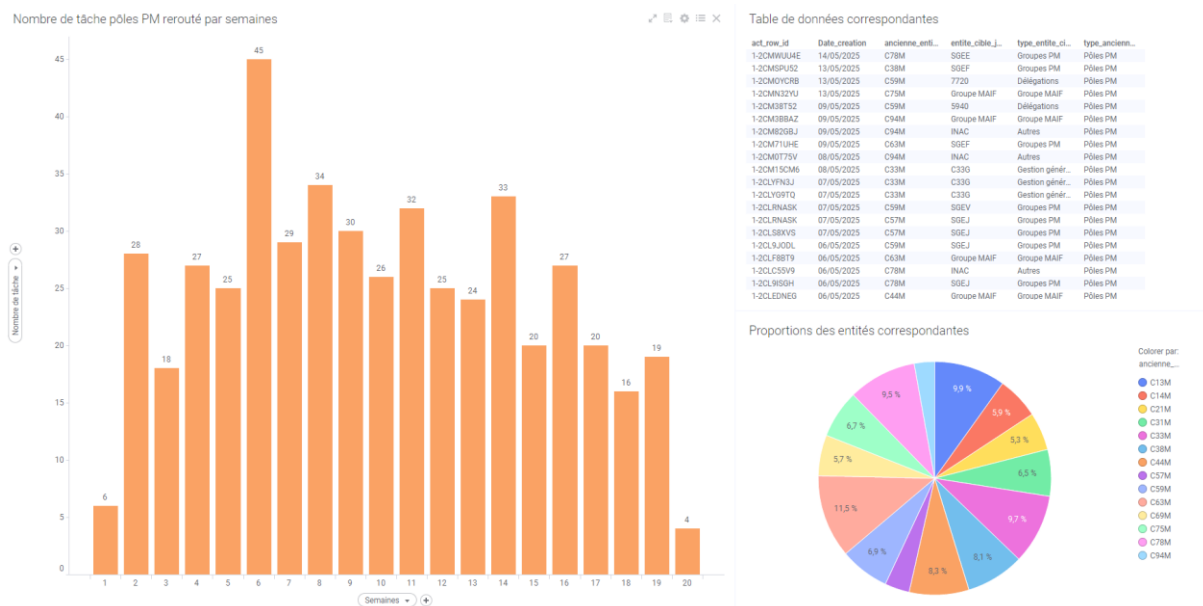 Nombre de tâche pôles PM rerouté par semaines
45
40
35
30
25
20
15
10
5
0
Nombre de tâche
6
28
18
27
25
45
29
34
30
26
32
25
24
33
20
27
20
16
19
4
1 2 3 4 5 6 7 8 9 10 11 12 13 14 15 16 17 18 19 20
Semaines
Table de données correspondantes
act_row_id Date_creation ancienne_enti... entite_cible_j... type_entite_ci... type_ancienn...
1-2CMWUU4E 14/05/2025 C78M SGEE Groupes PM Pôles PM
1-2CMSPU52 13/05/2025 C38M SGEF Groupes PM Pôles PM
1-2CMOYCRB 13/05/2025 C59M 7720 Délégations Pôles PM
1-2CMN32YU 13/05/2025 C75M Groupe MAIF Groupe MAIF Pôles PM
1-2CM38T52 09/05/2025 C59M 5940 Délégations Pôles PM
1-2CM3BBAZ 09/05/2025 C94M Groupe MAIF Groupe MAIF Pôles PM
1-2CM82GBJ 09/05/2025 C94M INAC Autres Pôles PM
1-2CM71UHE 09/05/2025 C63M SGEF Groupes PM Pôles PM
1-2CM0T75V 08/05/2025 C94M INAC Autres Pôles PM
1-2CM15CM6 08/05/2025 C33M C33G Gestion génér... Pôles PM
1-2CLYFN3J 07/05/2025 C33M C33G Gestion génér... Pôles PM
1-2CLYG9TQ 07/05/2025 C33M C33G Gestion génér... Pôles PM
1-2CLRNASK 07/05/2025 C59M SGEV Groupes PM Pôles PM
1-2CLRNASK 07/05/2025 C57M SGEJ Groupes PM Pôles PM
1-2CLS8XVS 07/05/2025 C57M SGEJ Groupes PM Pôles PM
1-2CL9JODL 06/05/2025 C59M SGEJ Groupes PM Pôles PM
1-2CLF8BT9 06/05/2025 C63M Groupe MAIF Groupe MAIF Pôles PM
1-2CLC55V9 06/05/2025 C78M INAC Autres Pôles PM
1-2CL9ISGH 06/05/2025 C78M SGEJ Groupes PM Pôles PM
1-2CLEDNEG 06/05/2025 C44M Groupe MAIF Groupe MAIF Pôles PM
Proportions des entités correspondantes
9,9 %
5,9 %
5,3 %
6,5 %
9,7 %
8,1 %
8,3 %
6,9 %
11,5 %
5,7 %
6,7 %
9,5 %
Colorer par:
ancienne_...
C13M
C14M
C21M
C31M
C33M
C38M
C44M
C57M
C59M
C63M
C69M
C75M
C78M
C94M